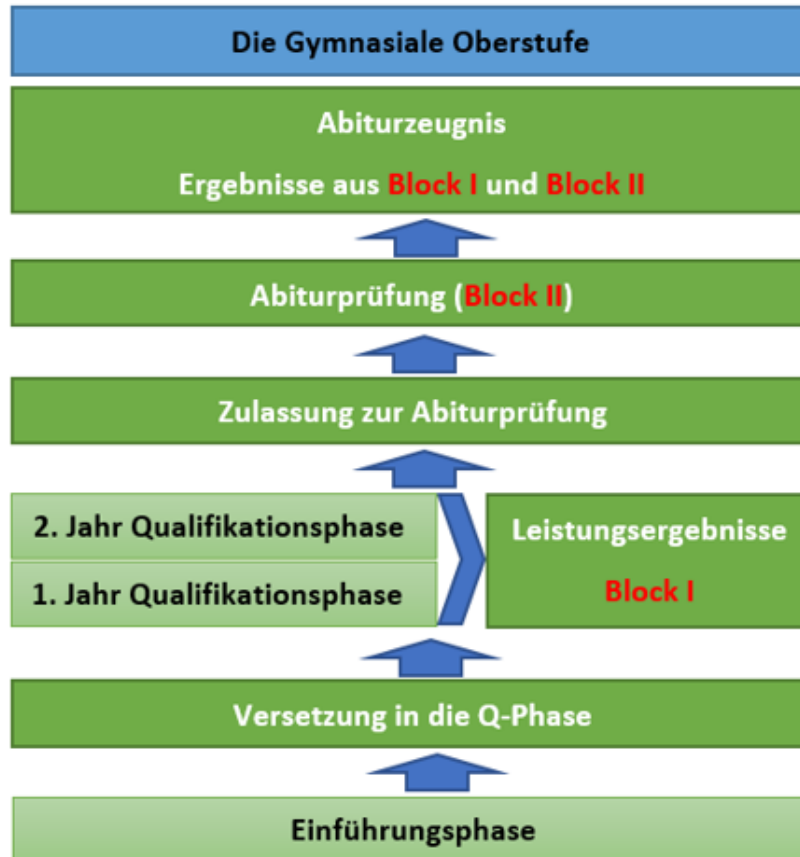 Die Gymnasiale Oberstufe
Abiturzeugnis
Ergebnisse aus Block I und Block II
Abiturprüfung (Block II)
Zulassung zur Abiturprüfung
2. Jahr Qualifikationsphase
1. Jahr Qualifikationsphase
Leistungsergebnisse
Block I
Versetzung in die Q-Phase
Einführungsphase